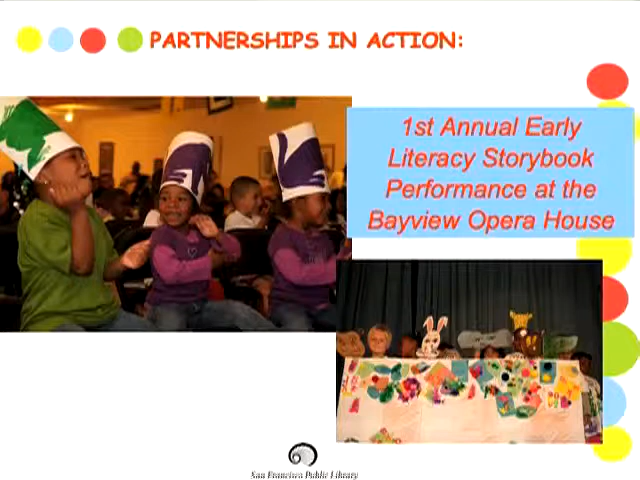 PARTNERSHIPS IN ACTION:
1st Annual Early
Literacy Storybook
Performance at the
Bayview Opera House
San Francisco Public Library